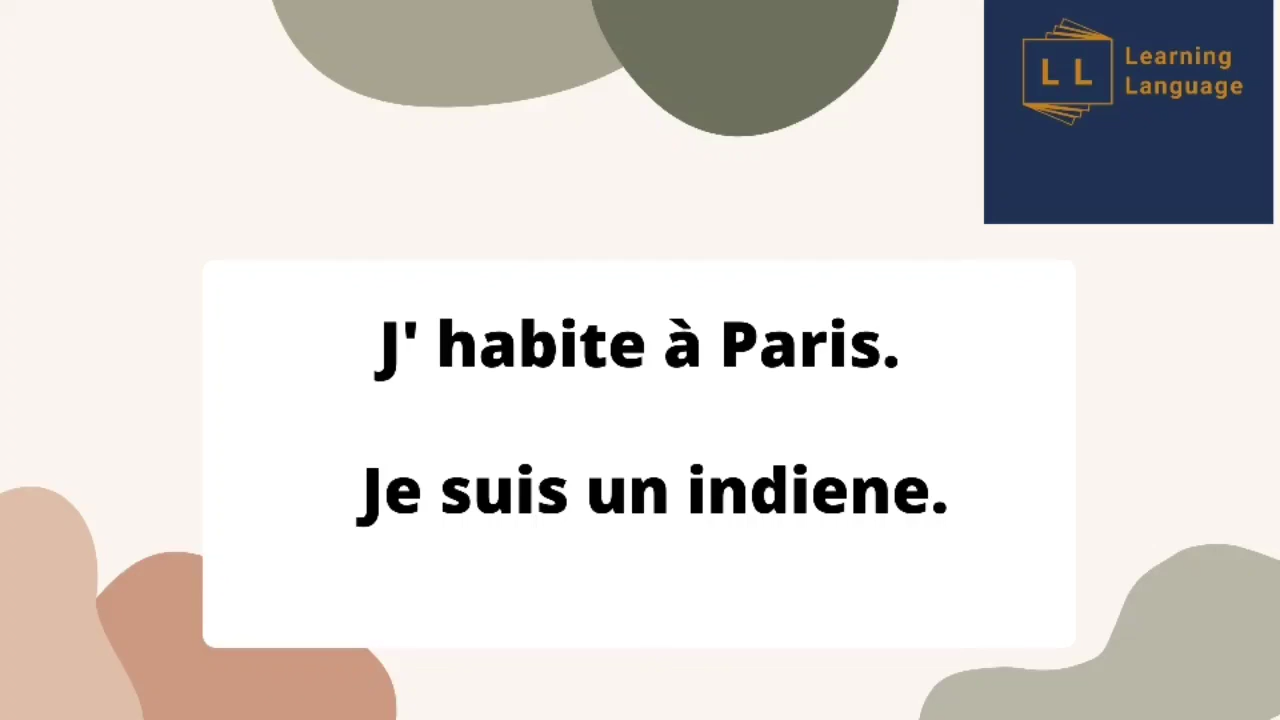 L L
Learning
Language
J' habite à Paris.
Je suis un indiene.